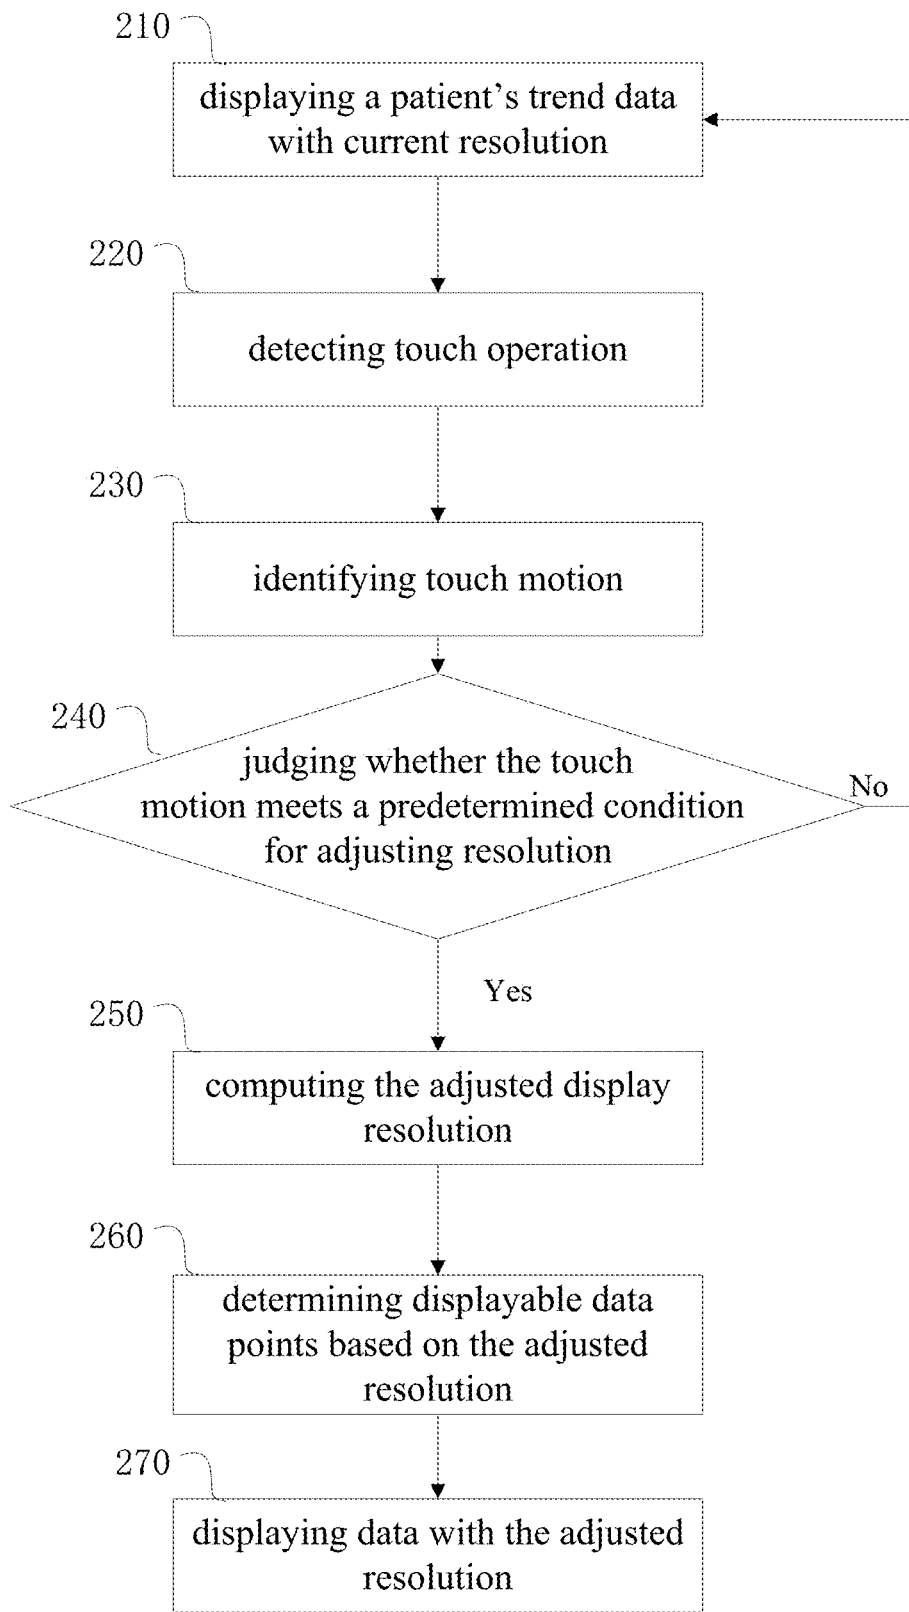 210
displaying a patient's trend data
with current resolution
220
detecting touch operation
230
identifying touch motion
240
judging whether the touch
motion meets a predetermined condition
for adjusting resolution
No
Yes
250
computing the adjusted display
resolution
260
determining displayable data
points based on the adjusted
resolution
270
displaying data with the adjusted
resolution